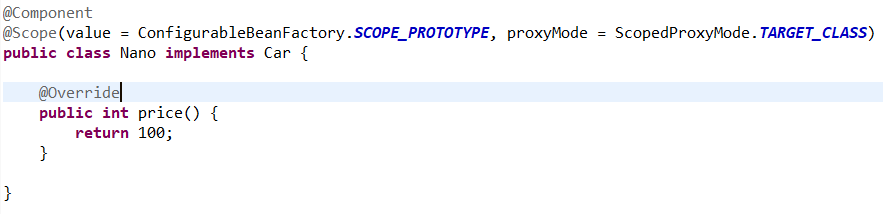 @Component
@Scope(value = ConfigurableBeanFactory.SCOPE_PROTOTYPE, proxyMode = ScopedProxyMode.TARGET_CLASS)
public class Nano implements Car {
@Override
public int price() {
return 100;
}
}